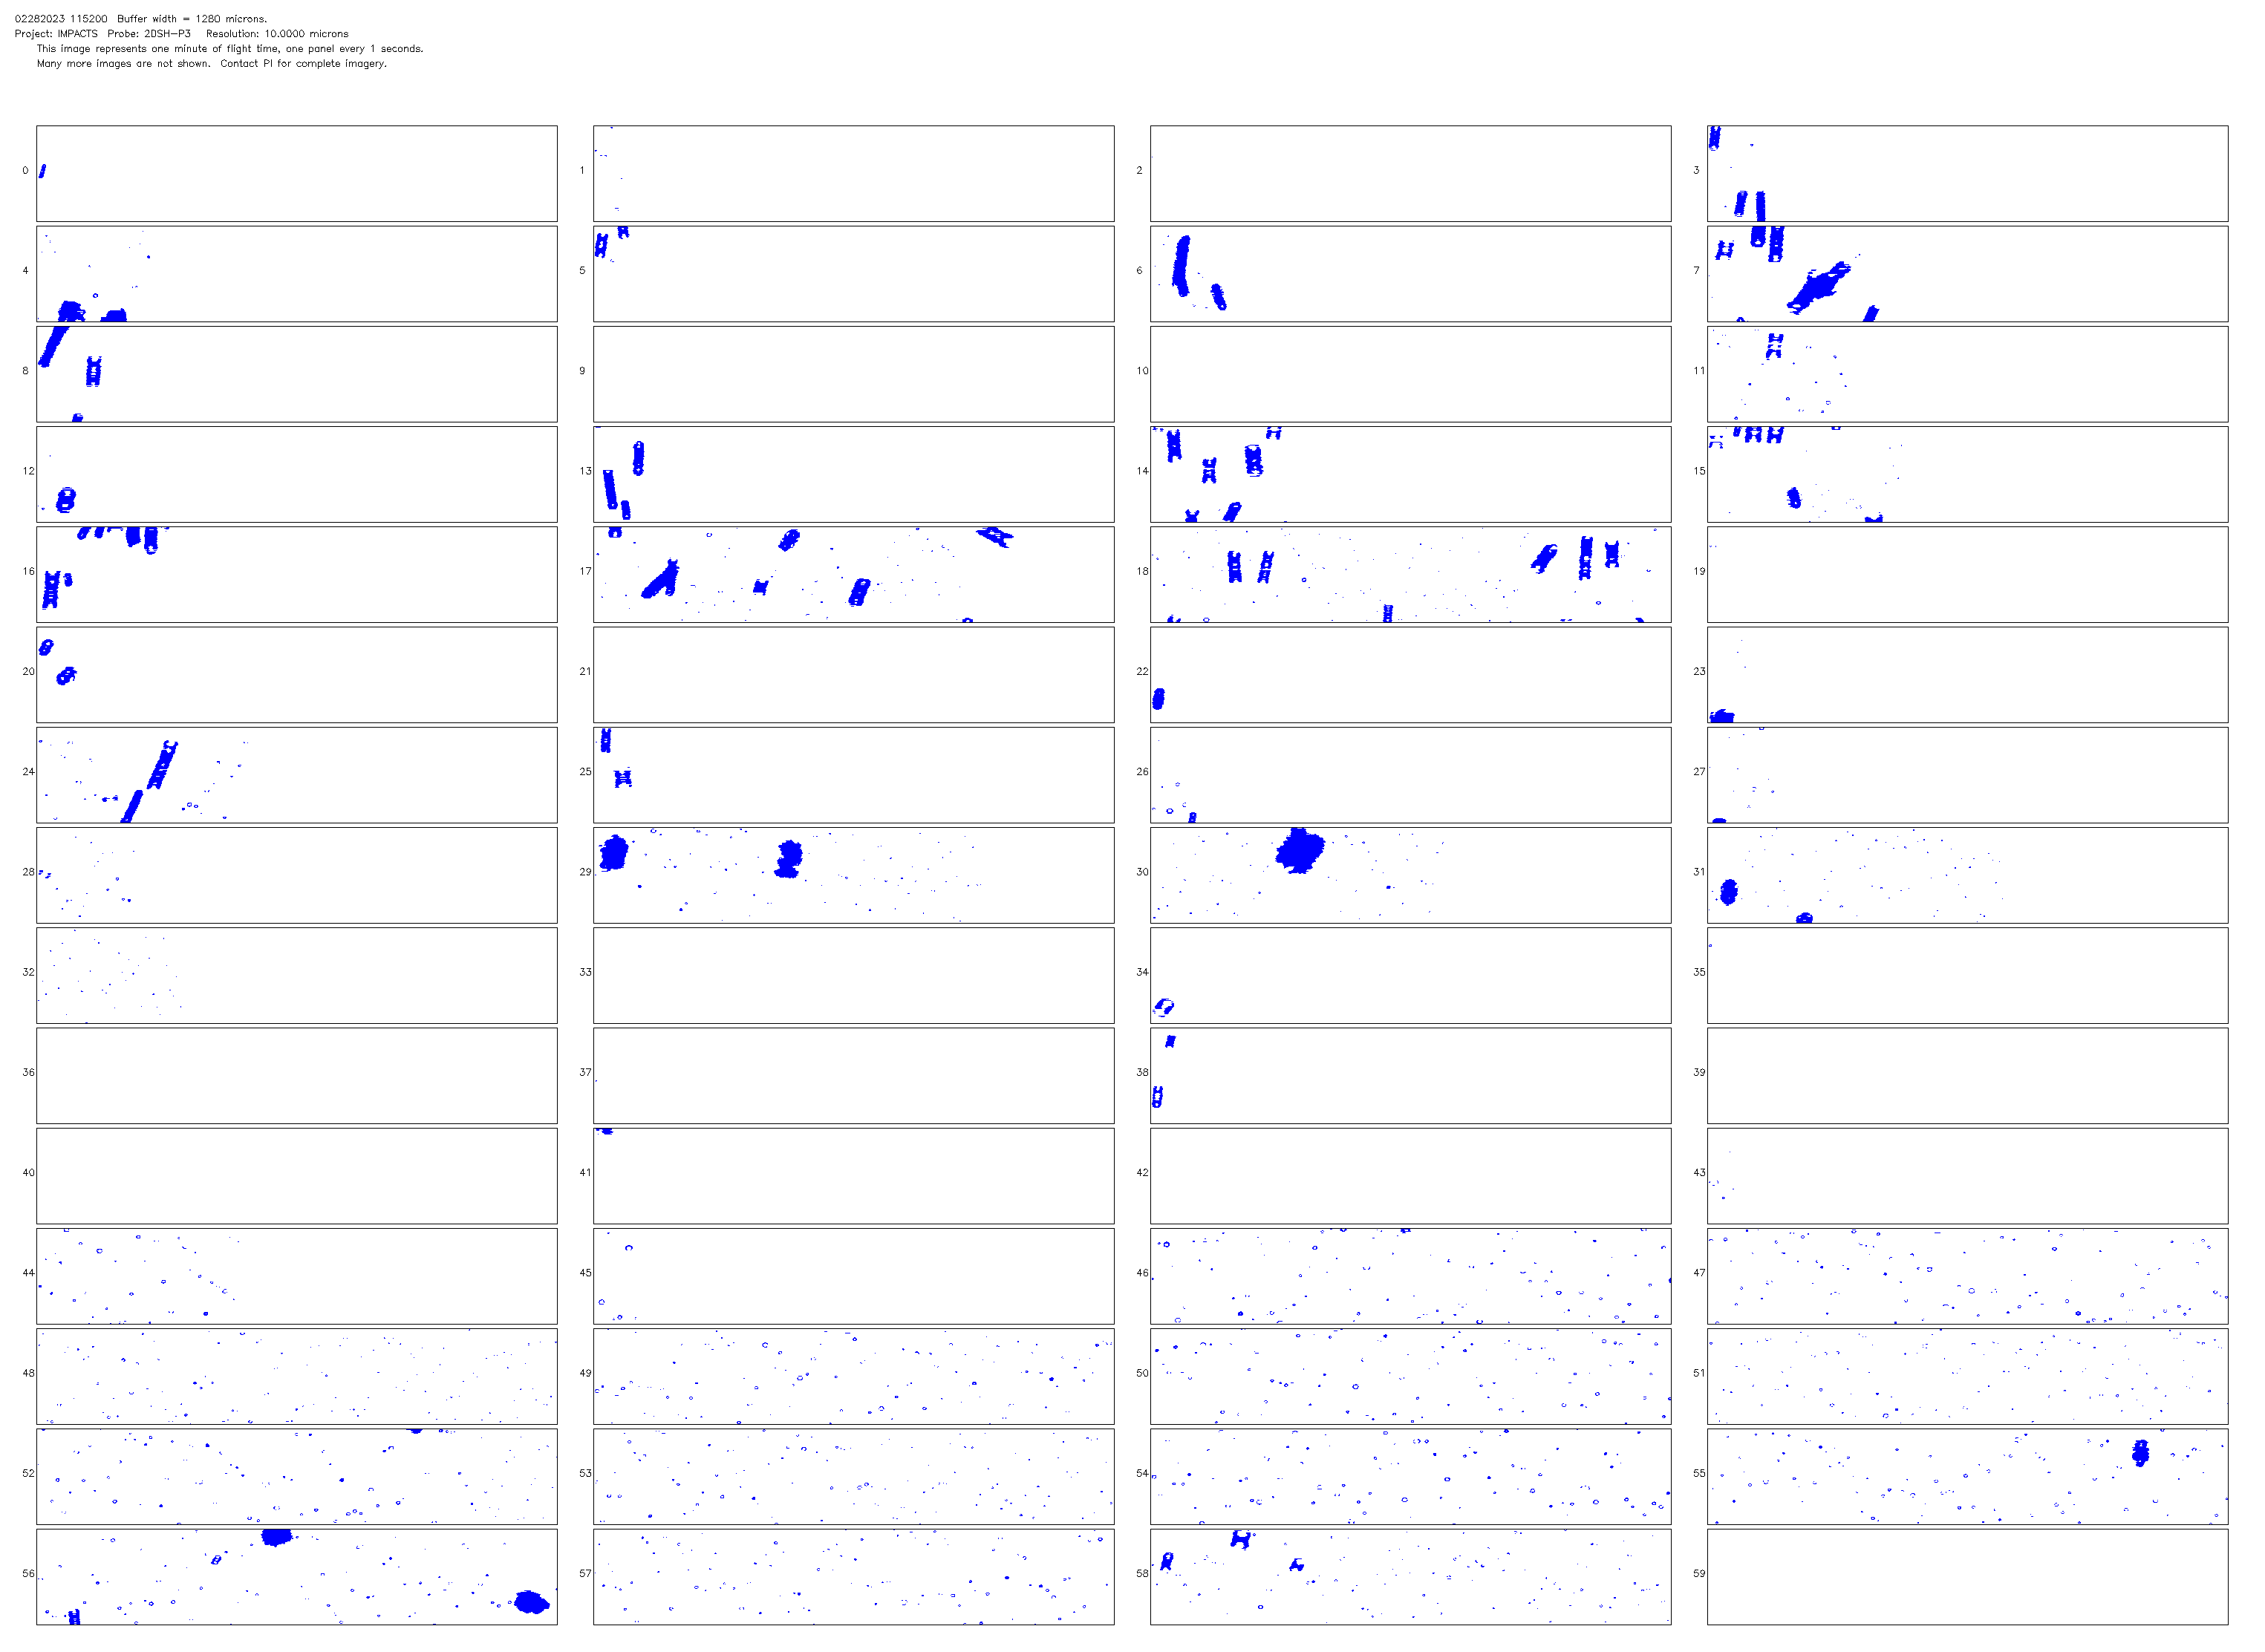 02282023 115200  Buffer width = 1280 microns.
Project: IMPACTS  Probe: 2DSH-P3  Resolution: 10.0000 microns
This image represents one minute of flight time, one panel every 1 seconds.
Many more images are not shown.  Contact PI for complete imagery.
0 1 2 3
4 5 6 7
8 9 10 11
12 13 14 15
16 17 18 19
20 21 22 23
24 25 26 27
28 29 30 31
32 33 34 35
36 37 38 39
40 41 42 43
44 45 46 47
48 49 50 51
52 53 54 55
56 57 58 59